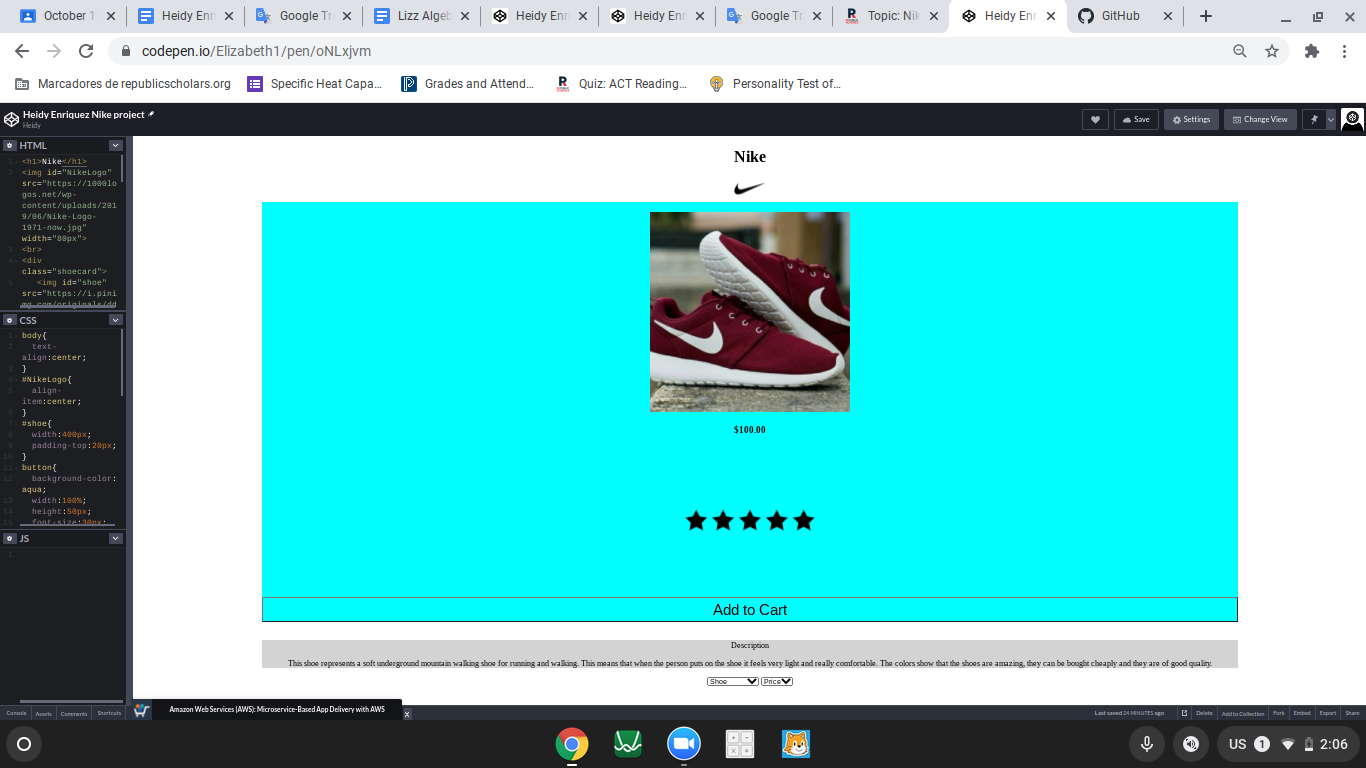 October 1
Heidy Enri
Google Tr
Lizz Algeb
Heidy Enri
Heidy Enri
Google Tr
Topic: Nik
Heidy Enr
GitHub
codepen.io/Elizabeth1/pen/oNLxjvm
Marcadores de republicscholars.org
Specific Heat Capa...
Grades and Attend...
Quiz: ACT Reading...
Personality Test of...
Heidy Enriquez Nike project
Heidy
Save
Settings
Change View
HTML
1 <h1>Nike</h1>
2 <img id="NikeLogo"
src="https://1000lo
gos.net/wp-
content/uploads/201
9/06/Nike-Logo-
1971-now.jpg"
width="80px">
3 <br>
4 <div
class="shoecard">
5 <img id="shoe"
src="https://i.pini
mg.com/originals/dd
CSS
1 body{
2 text-
align:center;
3 }
4 #NikeLogo{
5 align-
item:center;
6 }
7 #shoe{
8 width:400px;
9 padding-top:20px;
10 }
11 button{
12 background-color:
aqua;
13 width:100%;
14 height:50px;
15 font-size:30px;
JS
1
Nike
$100.00
Add to Cart
Description
This shoe represents a soft underground mountain walking shoe for running and walking. This means that when the person puts on the shoe it feels very light and really comfortable. The colors show that the shoes are amazing, they can be bought cheaply and they are of good quality.
Shoe
Price
Console
Assets
Comments
Shortcuts
Amazon Web Services (AWS): Microservice-Based App Delivery with AWS
x
Last saved 24 MINUTES ago
Delete
Add to Collection
Fork
Embed
Export
Share
US
1
2:06